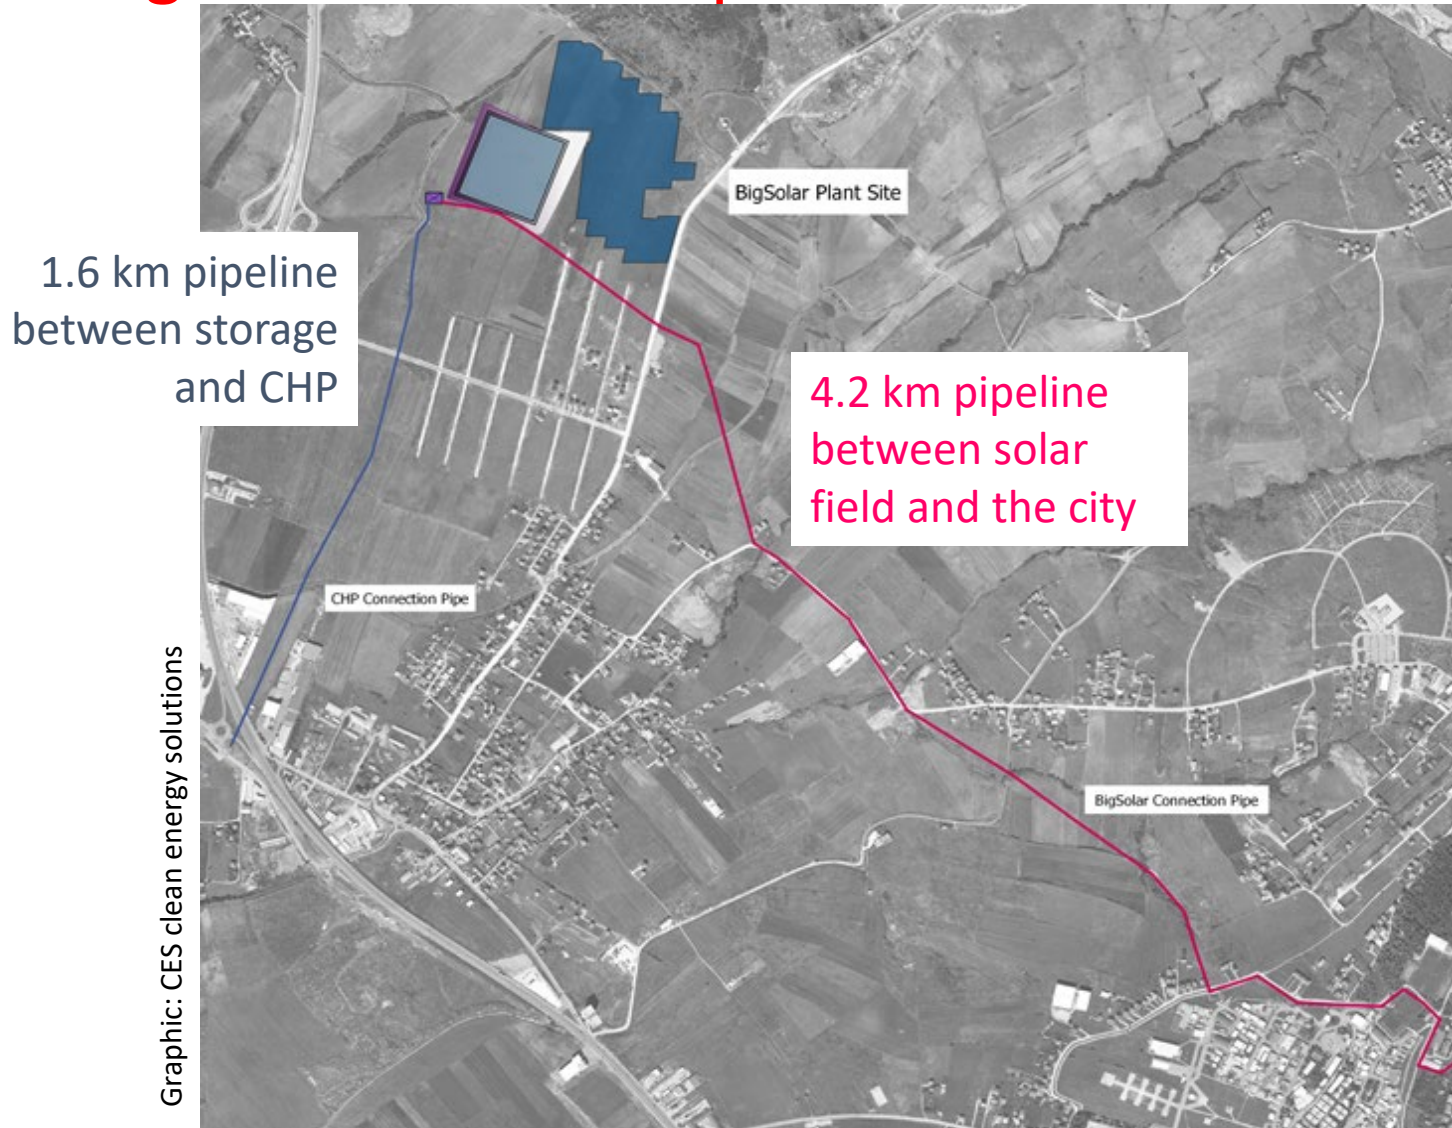 BigSolar Plant Site
1.6 km pipeline
between storage
and CHP
4.2 km pipeline
between solar
field and the city
CHP Connection Pipe
BigSolar Connection Pipe
Graphic: CES clean energy solutions